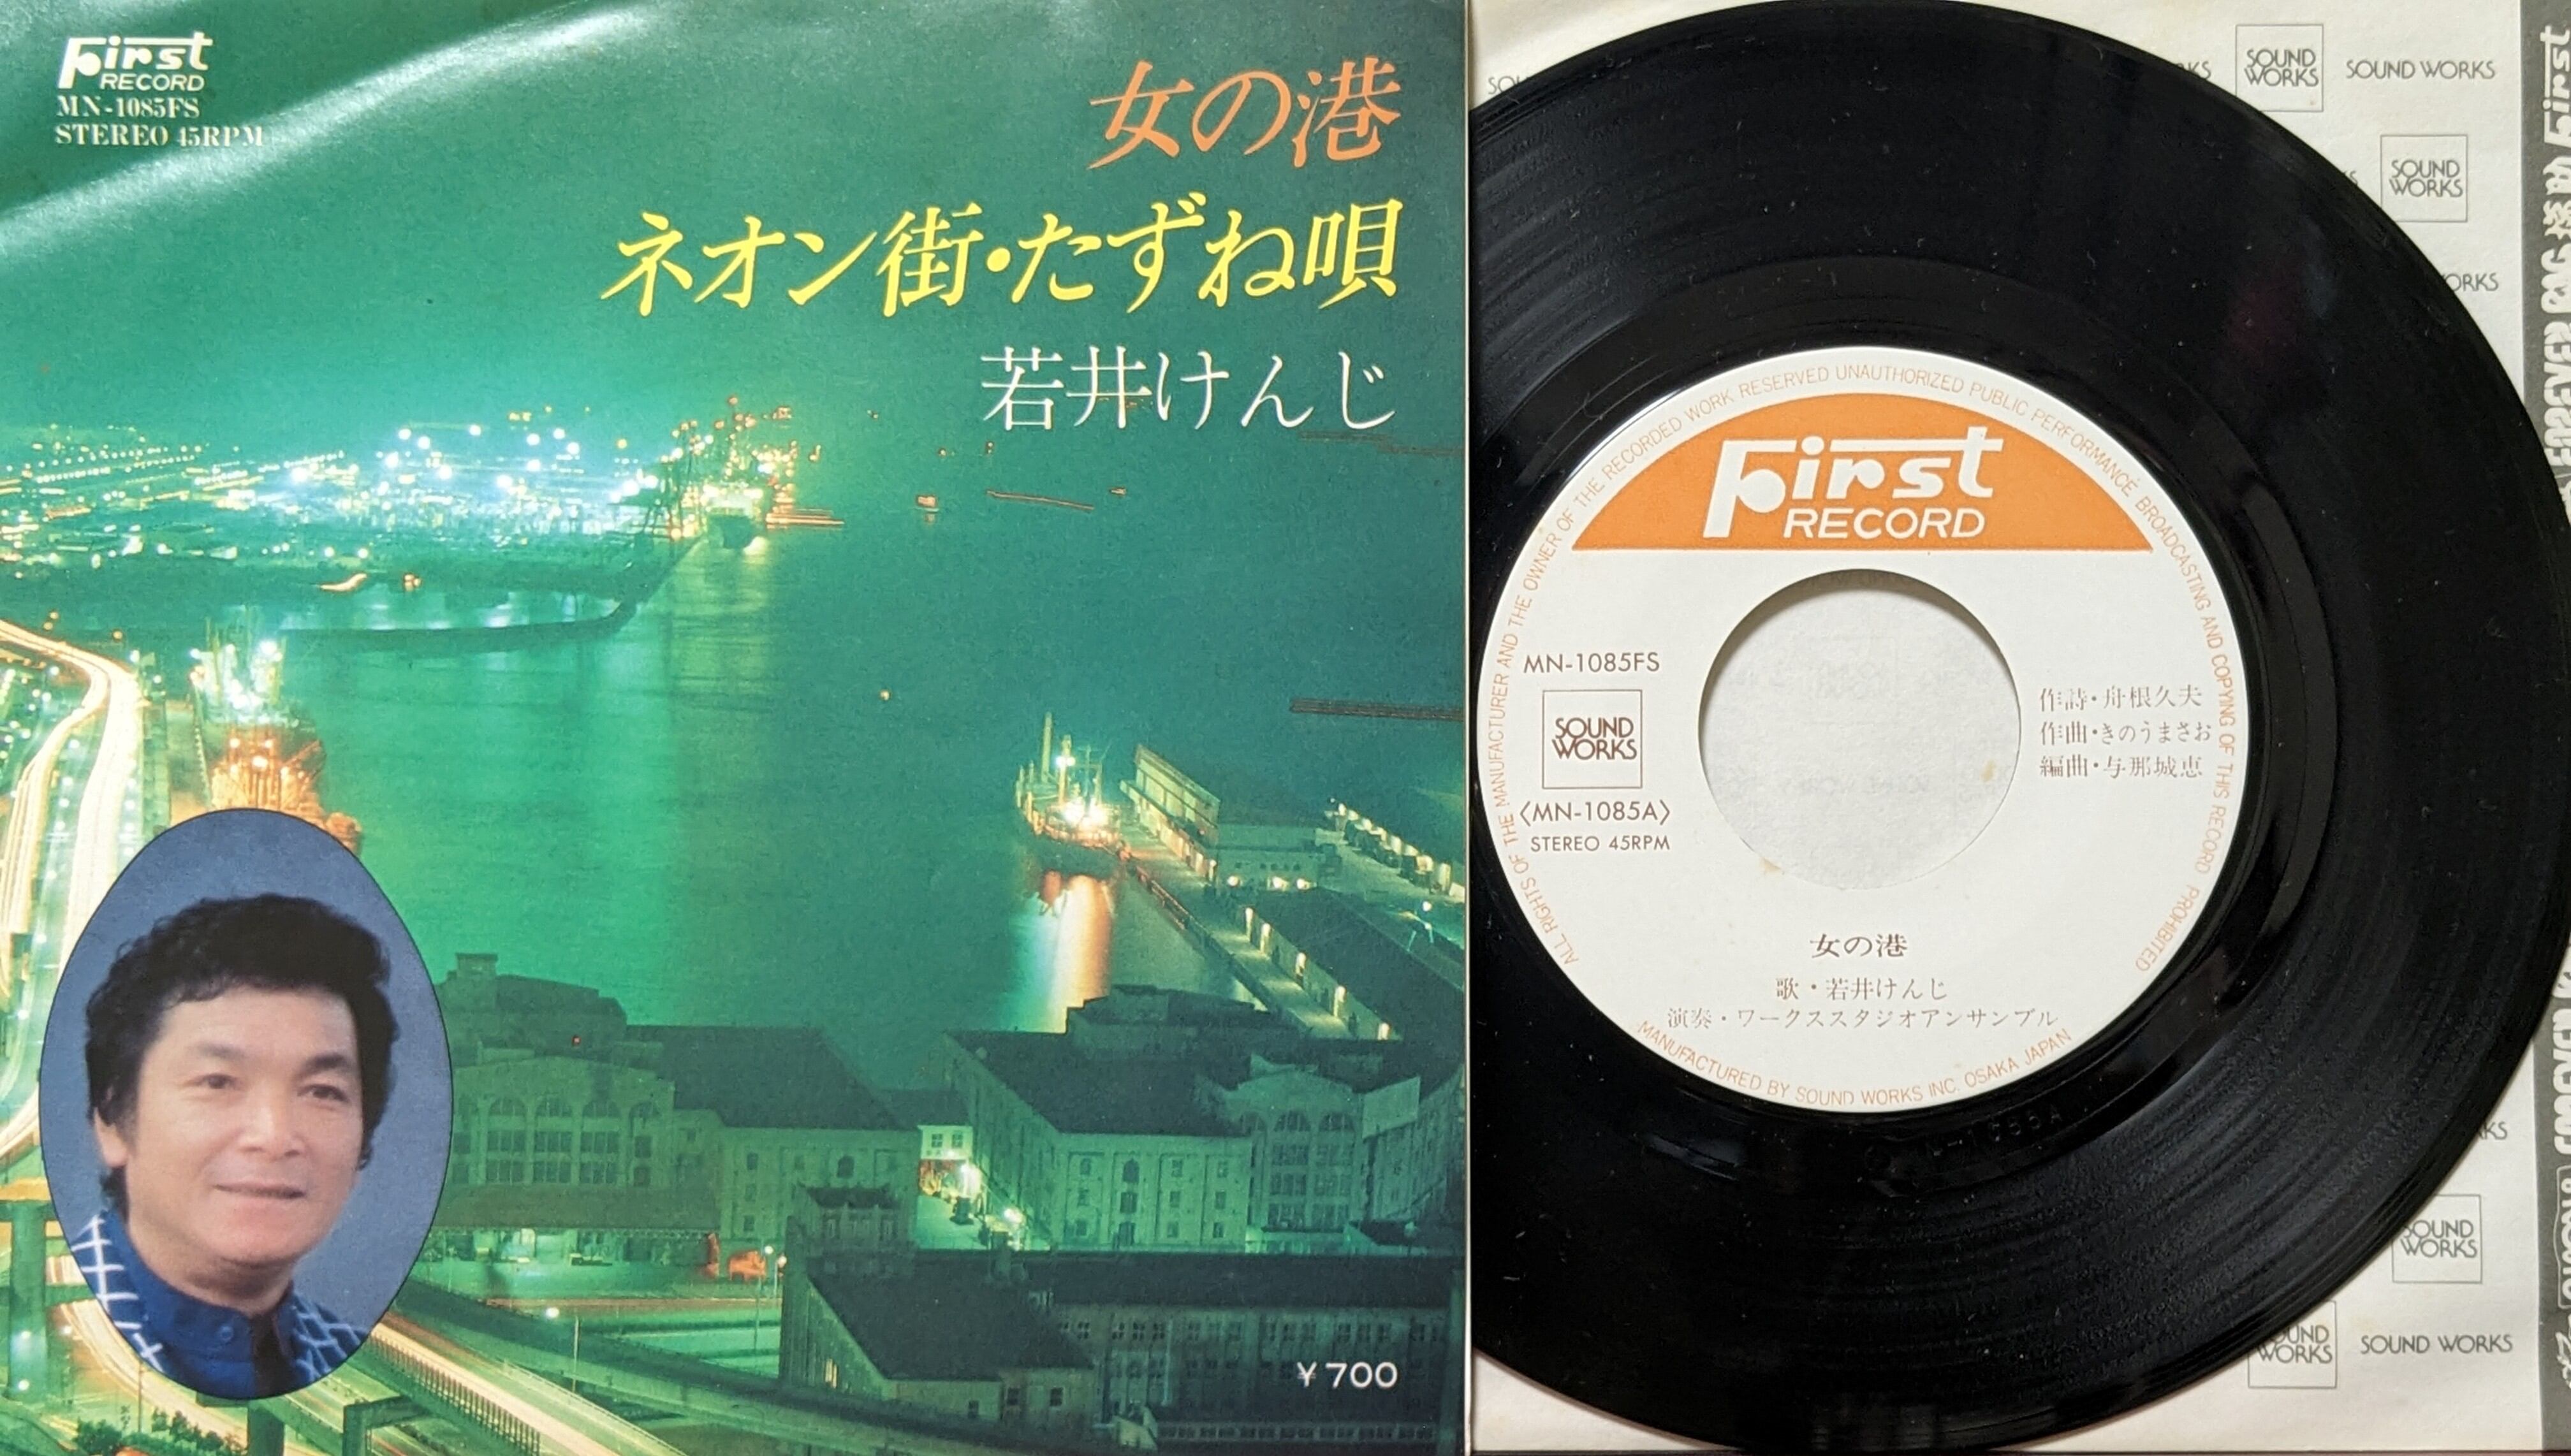 First
RECORD
MN-1085FS
STEREO 45RPM
女の港
ネオン街・たずね唄
若井けんじ
¥700
SOUND WORKS
SOUND WORKS
SOUND WORKS
First
RECORD
ALL RIGHTS OF THE MANUFACTURER AND THE OWNER OF THE RECORDED WORK RESERVED UNAUTHORIZED PUBLIC PERFORMANCE BROADCASTING AND COPYING OF THIS RECORD PROHIBITED
MN-1085FS
SOUND WORKS
〈MN-1085A〉
STEREO 45RPM
作詩・舟根久夫
作曲・きのうまさお
編曲・与那城恵
女の港
歌・若井けんじ
演奏・ワークススタジオアンサンブル
MANUFACTURED BY SOUND WORKS INC. OSAKA JAPAN
SOUND WORKS
SOUND WORKS
First